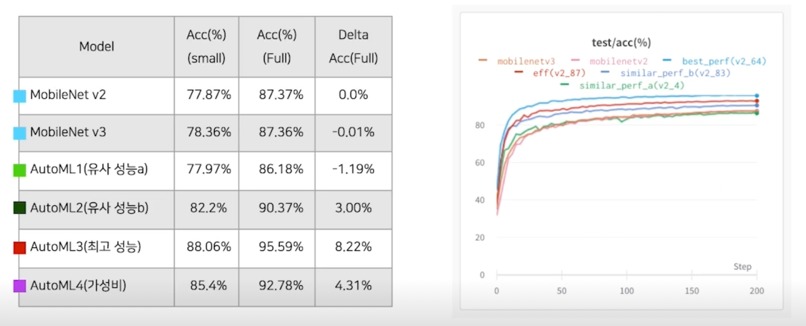 Model Acc(%) (small) Acc(%) (Full) Delta Acc(Full)
MobileNet v2 77.87% 87.37% 0.0%
MobileNet v3 78.36% 87.36% -0.01%
AutoML1(유사 성능a) 77.97% 86.18% -1.19%
AutoML2(유사 성능b) 82.2% 90.37% 3.00%
AutoML3(최고 성능) 88.06% 95.59% 8.22%
AutoML4(가성비) 85.4% 92.78% 4.31%
test/acc(%)
mobilenetv3 mobilenetv2 best_perf(v2_64)
eff(v2_87) similar_perf_b(v2_83)
similar_perf_a(v2_4)
80
60
40
20
0
Step
0 50 100 150 200